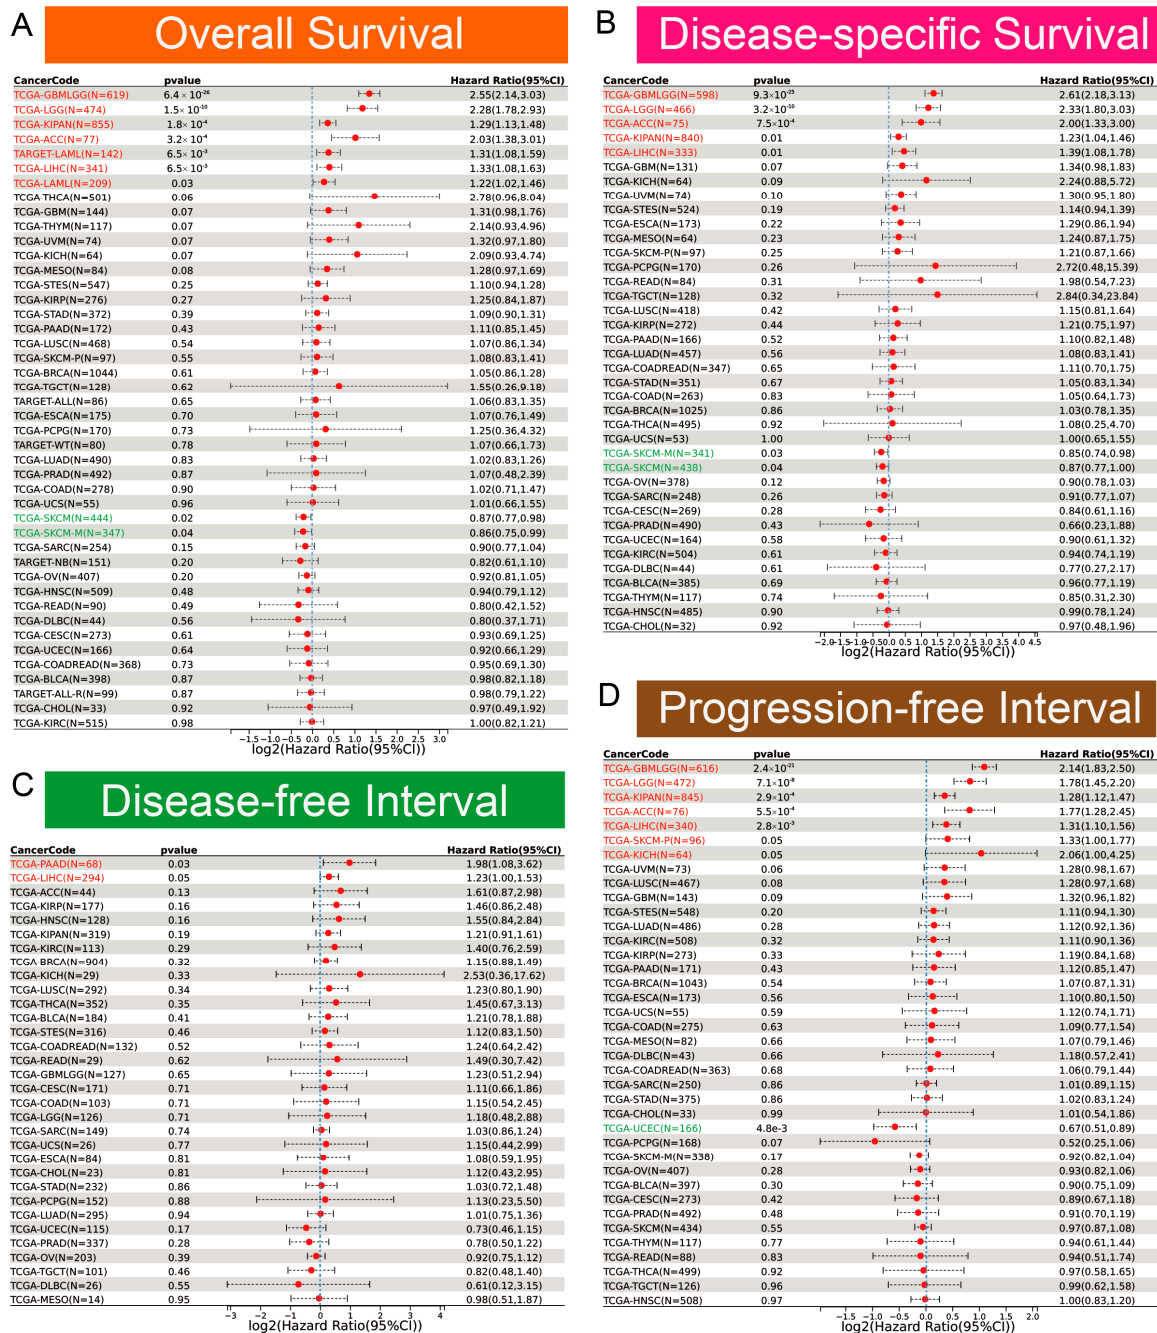 A
Overall Survival
CancerCode pvalue Hazard Ratio(95%CI)
TCGA-GBMLGG(N=619) 6.4×10⁻²⁶ 2.55(2.14,3.03)
TCGA-LGG(N=474) 1.5×10⁻¹⁰ 2.28(1.78,2.93)
TCGA-KIPAN(N=855) 1.8×10⁻⁴ 1.29(1.13,1.48)
TCGA-ACC(N=77) 3.2×10⁻⁴ 2.03(1.38,3.01)
TARGET-LAML(N=142) 6.5×10⁻³ 1.31(1.08,1.59)
TCGA-LIHC(N=341) 6.5×10⁻³ 1.33(1.08,1.63)
TCGA-LAML(N=209) 0.03 1.22(1.02,1.46)
TCGA-THCA(N=501) 0.06 2.78(0.96,8.04)
TCGA-GBM(N=144) 0.07 1.31(0.98,1.76)
TCGA-THYM(N=117) 0.07 2.14(0.93,4.96)
TCGA-UVM(N=74) 0.07 1.32(0.97,1.80)
TCGA-KICH(N=64) 0.07 2.09(0.93,4.74)
TCGA-MESO(N=84) 0.08 1.28(0.97,1.69)
TCGA-STES(N=547) 0.25 1.10(0.94,1.28)
TCGA-KIRP(N=276) 0.27 1.25(0.84,1.87)
TCGA-STAD(N=372) 0.39 1.09(0.90,1.31)
TCGA-PAAD(N=172) 0.43 1.11(0.85,1.45)
TCGA-LUSC(N=468) 0.54 1.07(0.86,1.34)
TCGA-SKCM-P(N=97) 0.55 1.08(0.83,1.41)
TCGA-BRCA(N=1044) 0.61 1.05(0.86,1.28)
TCGA-TGCT(N=128) 0.62 1.55(0.26,9.18)
TARGET-ALL(N=86) 0.65 1.06(0.83,1.35)
TCGA-ESCA(N=175) 0.70 1.07(0.76,1.49)
TCGA-PCPG(N=170) 0.73 1.25(0.36,4.32)
TARGET-WT(N=80) 0.78 1.07(0.66,1.73)
TCGA-LUAD(N=490) 0.83 1.02(0.83,1.26)
TCGA-PRAD(N=492) 0.87 1.07(0.48,2.39)
TCGA-COAD(N=278) 0.90 1.02(0.71,1.47)
TCGA-UCS(N=55) 0.96 1.01(0.66,1.55)
TCGA-SKCM(N=444) 0.02 0.87(0.77,0.98)
TCGA-SKCM-M(N=347) 0.04 0.86(0.75,0.99)
TCGA-SARC(N=254) 0.15 0.90(0.77,1.04)
TARGET-NB(N=151) 0.20 0.82(0.61,1.10)
TCGA-OV(N=407) 0.20 0.92(0.81,1.05)
TCGA-HNSC(N=509) 0.48 0.94(0.79,1.12)
TCGA-READ(N=90) 0.49 0.80(0.42,1.52)
TCGA-DLBC(N=44) 0.56 0.80(0.37,1.71)
TCGA-CESC(N=273) 0.61 0.93(0.69,1.25)
TCGA-UCEC(N=166) 0.64 0.92(0.66,1.29)
TCGA-COADREAD(N=368) 0.73 0.95(0.69,1.30)
TCGA-BLCA(N=398) 0.87 0.98(0.82,1.18)
TARGET-ALL-R(N=99) 0.87 0.98(0.79,1.22)
TCGA-CHOL(N=33) 0.92 0.97(0.49,1.92)
TCGA-KIRC(N=515) 0.98 1.00(0.82,1.21)
-1.5-1.0-0.5 0.0 0.5 1.0 1.5 2.0 2.5 3.0
log2(Hazard Ratio(95%CI))
B
Disease-specific Survival
CancerCode pvalue Hazard Ratio(95%CI)
TCGA-GBMLGG(N=598) 9.3×10⁻²⁵ 2.61(2.18,3.13)
TCGA-LGG(N=466) 3.2×10⁻¹⁰ 2.33(1.80,3.03)
TCGA-ACC(N=75) 7.5×10⁻⁴ 2.00(1.33,3.00)
TCGA-KIPAN(N=840) 0.01 1.23(1.04,1.46)
TCGA-LIHC(N=333) 0.01 1.39(1.08,1.78)
TCGA-GBM(N=131) 0.07 1.34(0.98,1.83)
TCGA-KICH(N=64) 0.09 2.24(0.88,5.72)
TCGA-UVM(N=74) 0.10 1.30(0.95,1.80)
TCGA-STES(N=524) 0.19 1.14(0.94,1.39)
TCGA-ESCA(N=173) 0.22 1.29(0.86,1.94)
TCGA-MESO(N=64) 0.23 1.24(0.87,1.75)
TCGA-SKCM-P(N=97) 0.25 1.21(0.87,1.66)
TCGA-PCPG(N=170) 0.26 2.72(0.48,15.39)
TCGA-READ(N=84) 0.31 1.98(0.54,7.23)
TCGA-TGCT(N=128) 0.32 2.84(0.34,23.84)
TCGA-LUSC(N=418) 0.42 1.15(0.81,1.64)
TCGA-KIRP(N=272) 0.44 1.21(0.75,1.97)
TCGA-PAAD(N=166) 0.52 1.10(0.82,1.48)
TCGA-LUAD(N=457) 0.56 1.08(0.83,1.41)
TCGA-COADREAD(N=347) 0.65 1.11(0.70,1.75)
TCGA-STAD(N=351) 0.67 1.05(0.83,1.34)
TCGA-COAD(N=263) 0.83 1.05(0.64,1.73)
TCGA-BRCA(N=1025) 0.86 1.03(0.78,1.35)
TCGA-THCA(N=495) 0.92 1.08(0.25,4.70)
TCGA-UCS(N=53) 1.00 1.00(0.65,1.55)
TCGA-SKCM-M(N=341) 0.03 0.85(0.74,0.98)
TCGA-SKCM(N=438) 0.04 0.87(0.77,1.00)
TCGA-OV(N=378) 0.12 0.90(0.78,1.03)
TCGA-SARC(N=248) 0.26 0.91(0.77,1.07)
TCGA-CESC(N=269) 0.28 0.84(0.61,1.16)
TCGA-PRAD(N=490) 0.43 0.66(0.23,1.88)
TCGA-UCEC(N=164) 0.58 0.90(0.61,1.32)
TCGA-KIRC(N=504) 0.61 0.94(0.74,1.19)
TCGA-DLBC(N=44) 0.61 0.77(0.27,2.17)
TCGA-BLCA(N=385) 0.69 0.96(0.77,1.19)
TCGA-THYM(N=117) 0.74 0.85(0.31,2.30)
TCGA-HNSC(N=485) 0.90 0.99(0.78,1.24)
TCGA-CHOL(N=32) 0.92 0.97(0.48,1.96)
-2.0-1.5-1.0-0.5 0.0 0.5 1.0 1.5 2.0 2.5 3.0 3.5 4.0 4.5
log2(Hazard Ratio(95%CI))
C
Disease-free Interval
CancerCode pvalue Hazard Ratio(95%CI)
TCGA-PAAD(N=68) 0.03 1.98(1.08,3.62)
TCGA-LIHC(N=294) 0.05 1.23(1.00,1.53)
TCGA-ACC(N=44) 0.13 1.61(0.87,2.98)
TCGA-KIRP(N=177) 0.16 1.46(0.86,2.48)
TCGA-HNSC(N=128) 0.16 1.55(0.84,2.84)
TCGA-KIPAN(N=319) 0.19 1.21(0.91,1.61)
TCGA-KIRC(N=113) 0.29 1.40(0.76,2.59)
TCGA-BRCA(N=904) 0.32 1.15(0.88,1.49)
TCGA-KICH(N=29) 0.33 2.53(0.36,17.62)
TCGA-LUSC(N=292) 0.34 1.23(0.80,1.90)
TCGA-THCA(N=352) 0.35 1.45(0.67,3.13)
TCGA-BLCA(N=184) 0.41 1.21(0.78,1.88)
TCGA-STES(N=316) 0.46 1.12(0.83,1.50)
TCGA-COADREAD(N=132) 0.52 1.24(0.64,2.42)
TCGA-READ(N=29) 0.62 1.49(0.30,7.42)
TCGA-GBMLGG(N=127) 0.65 1.23(0.51,2.94)
TCGA-CESC(N=171) 0.71 1.11(0.66,1.86)
TCGA-COAD(N=103) 0.71 1.15(0.54,2.45)
TCGA-LGG(N=126) 0.71 1.18(0.48,2.88)
TCGA-SARC(N=149) 0.74 1.03(0.86,1.24)
TCGA-UCS(N=26) 0.77 1.15(0.44,2.99)
TCGA-ESCA(N=84) 0.81 1.08(0.59,1.95)
TCGA-CHOL(N=23) 0.81 1.12(0.43,2.95)
TCGA-STAD(N=232) 0.86 1.03(0.72,1.48)
TCGA-PCPG(N=152) 0.88 1.13(0.23,5.50)
TCGA-LUAD(N=295) 0.94 1.01(0.75,1.36)
TCGA-UCEC(N=115) 0.17 0.73(0.46,1.15)
TCGA-PRAD(N=337) 0.28 0.78(0.50,1.22)
TCGA-OV(N=203) 0.39 0.92(0.75,1.12)
TCGA-TGCT(N=101) 0.46 0.82(0.48,1.40)
TCGA-DLBC(N=26) 0.55 0.61(0.12,3.15)
TCGA-MESO(N=14) 0.95 0.98(0.51,1.87)
-3 -2 -1 0 1 2 3 4
log2(Hazard Ratio(95%CI))
D
Progression-free Interval
CancerCode pvalue Hazard Ratio(95%CI)
TCGA-GBMLGG(N=616) 2.4×10⁻²¹ 2.14(1.83,2.50)
TCGA-LGG(N=472) 7.1×10⁻⁸ 1.78(1.45,2.20)
TCGA-KIPAN(N=845) 2.9×10⁻⁴ 1.28(1.12,1.47)
TCGA-ACC(N=76) 5.5×10⁻⁴ 1.77(1.28,2.45)
TCGA-LIHC(N=340) 2.8×10⁻³ 1.31(1.10,1.56)
TCGA-SKCM-P(N=96) 0.05 1.33(1.00,1.77)
TCGA-KICH(N=64) 0.05 2.06(1.00,4.25)
TCGA-UVM(N=73) 0.06 1.28(0.98,1.67)
TCGA-LUSC(N=467) 0.08 1.28(0.97,1.68)
TCGA-GBM(N=143) 0.09 1.32(0.96,1.82)
TCGA-STES(N=548) 0.20 1.11(0.94,1.30)
TCGA-LUAD(N=486) 0.28 1.12(0.92,1.36)
TCGA-KIRC(N=508) 0.32 1.11(0.90,1.36)
TCGA-KIRP(N=273) 0.33 1.19(0.84,1.68)
TCGA-PAAD(N=171) 0.43 1.12(0.85,1.47)
TCGA-BRCA(N=1043) 0.54 1.07(0.87,1.31)
TCGA-ESCA(N=173) 0.56 1.10(0.80,1.50)
TCGA-UCS(N=55) 0.59 1.12(0.74,1.71)
TCGA-COAD(N=275) 0.63 1.09(0.77,1.54)
TCGA-MESO(N=82) 0.66 1.07(0.79,1.46)
TCGA-DLBC(N=43) 0.66 1.18(0.57,2.41)
TCGA-COADREAD(N=363) 0.68 1.06(0.79,1.44)
TCGA-SARC(N=250) 0.86 1.01(0.89,1.15)
TCGA-STAD(N=375) 0.86 1.02(0.83,1.24)
TCGA-CHOL(N=33) 0.99 1.01(0.54,1.86)
TCGA-UCEC(N=166) 4.8e-3 0.67(0.51,0.89)
TCGA-PCPG(N=168) 0.07 0.52(0.25,1.06)
TCGA-SKCM-M(N=338) 0.17 0.92(0.82,1.04)
TCGA-OV(N=407) 0.28 0.93(0.82,1.06)
TCGA-BLCA(N=397) 0.30 0.90(0.75,1.09)
TCGA-CESC(N=273) 0.42 0.89(0.67,1.18)
TCGA-PRAD(N=492) 0.48 0.91(0.70,1.19)
TCGA-SKCM(N=434) 0.55 0.97(0.87,1.08)
TCGA-THYM(N=117) 0.77 0.94(0.61,1.44)
TCGA-READ(N=88) 0.83 0.94(0.51,1.74)
TCGA-THCA(N=499) 0.92 0.97(0.58,1.65)
TCGA-TGCT(N=126) 0.96 0.99(0.62,1.58)
TCGA-HNSC(N=508) 0.97 1.00(0.83,1.20)
-1.5 -1.0 -0.5 0.0 0.5 1.0 1.5 2.0
log2(Hazard Ratio(95%CI))